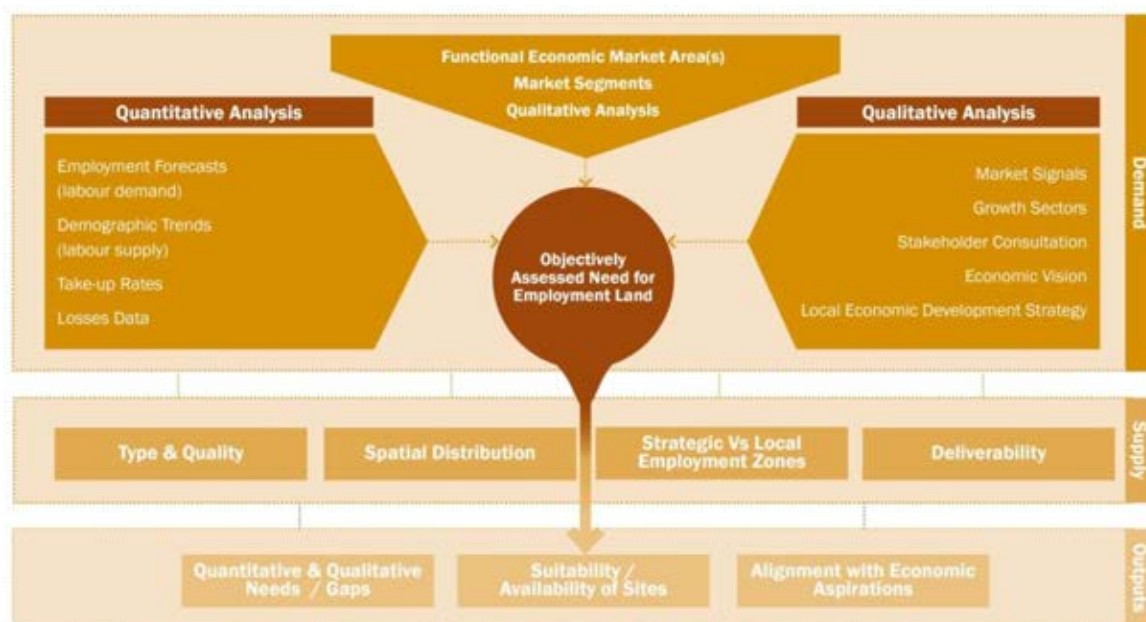 Functional Economic Market Area(s)
Market Segments
Qualitative Analysis
Quantitative Analysis
Employment Forecasts
(labour demand)
Demographic Trends
(labour supply)
Take-up Rates
Losses Data
Qualitative Analysis
Market Signals
Growth Sectors
Stakeholder Consultation
Economic Vision
Local Economic Development Strategy
Objectively
Assessed Need for
Employment Land
Demand
Type & Quality
Spatial Distribution
Strategic Vs Local
Employment Zones
Deliverability
Supply
Quantitative & Qualitative
Needs / Gaps
Suitability /
Availability of Sites
Alignment with Economic
Aspirations
Outputs